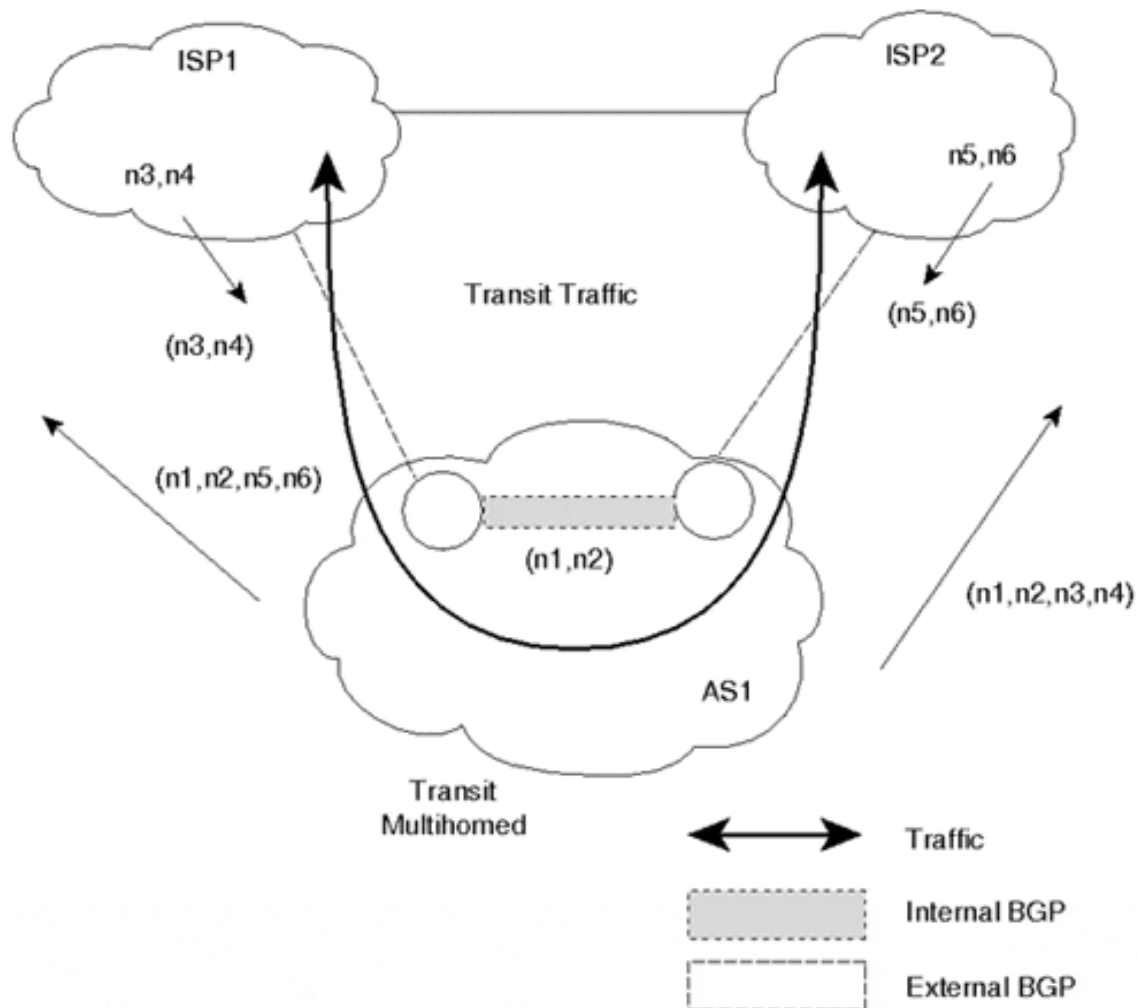 ISP1
ISP2
n3,n4
n5,n6
Transit Traffic
(n3,n4)
(n5,n6)
(n1,n2,n5,n6)
(n1,n2)
(n1,n2,n3,n4)
AS1
Transit
Multihomed
Traffic
Internal BGP
External BGP